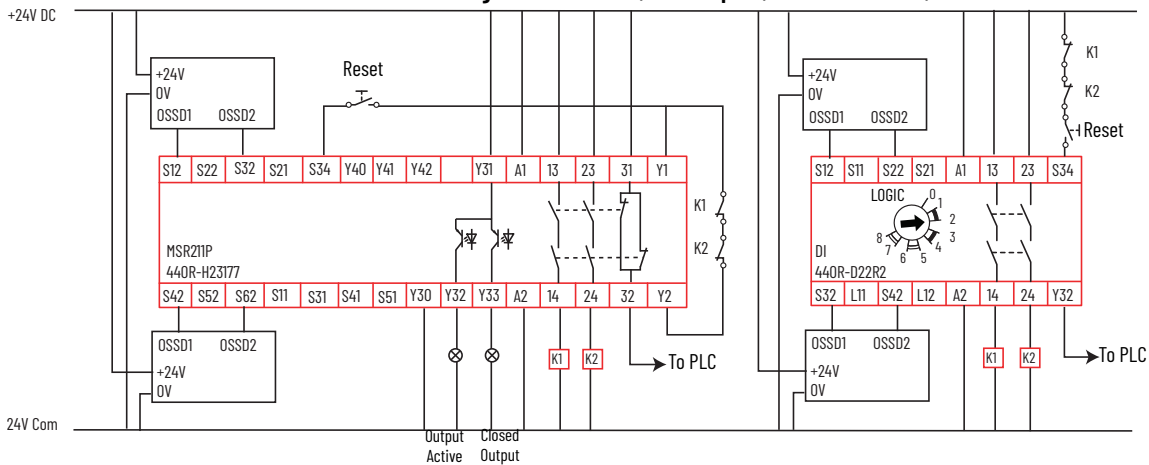 +24V DC
+24V
0V
OSSD1 OSSD2
Reset
+24V
0V
OSSD1 OSSD2
K1
K2
Reset
S12 S22 S32 S21 S34 Y40 Y41 Y42 Y31 A1 13 23 31 Y1
S12 S11 S22 S21 A1 13 23 S34
K1
K2
LOGIC
0
1
2
3
4
5
6
7
8
MSR211P
440R-H23177
DI
440R-D22R2
S42 S52 S62 S11 S31 S41 S51 Y30 Y32 Y33 A2 14 24 32 Y2
S32 L11 S42 L12 A2 14 24 Y32
OSSD1 OSSD2
+24V
0V
K1 K2
To PLC
OSSD1 OSSD2
+24V
0V
K1 K2
To PLC
24V Com
Output
Active
Closed
Output